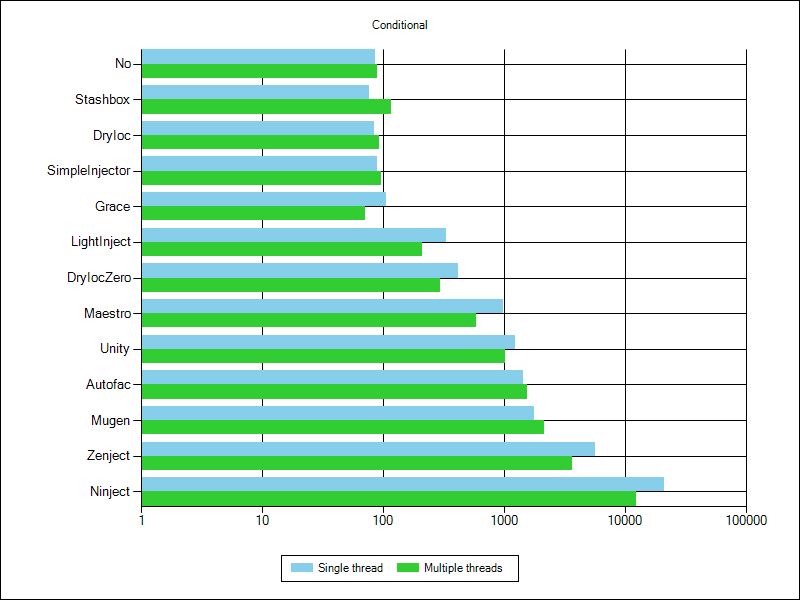 Conditional
No
Stashbox
DryIoc
SimpleInjector
Grace
LightInject
DryIocZero
Maestro
Unity
Autofac
Mugen
Zenject
Ninject
1 10 100 1000 10000 100000
Single thread Multiple threads